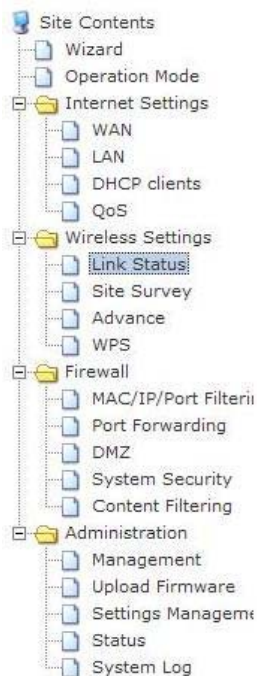 Site Contents
Wizard
Operation Mode
Internet Settings
WAN
LAN
DHCP clients
QoS
Wireless Settings
Link Status
Site Survey
Advance
WPS
Firewall
MAC/IP/Port Filteri
Port Forwarding
DMZ
System Security
Content Filtering
Administration
Management
Upload Firmware
Settings Manageme
Status
System Log